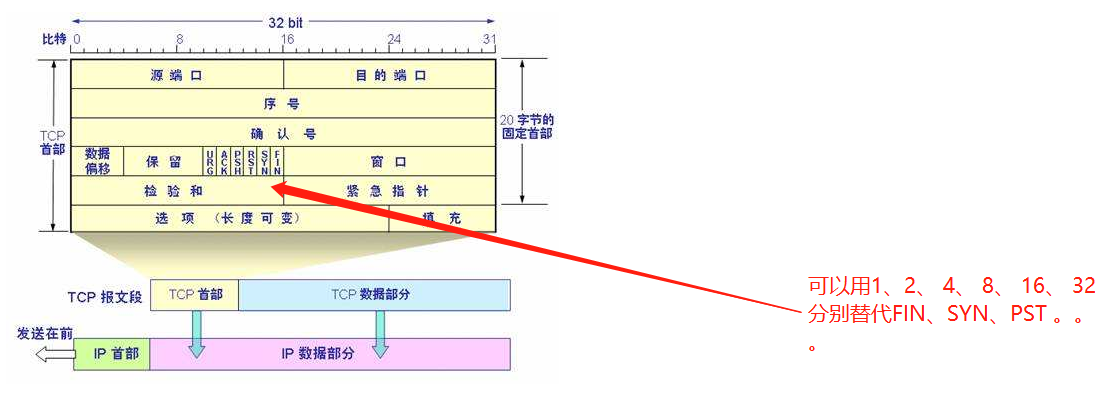 32 bit
比特 0 8 16 24 31
源 端 口 目 的 端 口
序 号
TCP
首部
20 字节的
固定首部
确 认 号
数据
偏移
保 留
URG
ACK
PSH
RST
SYN
FIN
窗 口
检 验 和 紧 急 指 针
选 项 （长 度 可 变） 填 充
TCP 报文段 TCP 首部 TCP 数据部分
发送在前
IP 首部 IP 数据部分
可以用1、2、 4、 8、 16、 32
分别替代FIN、SYN、PST 。。
。